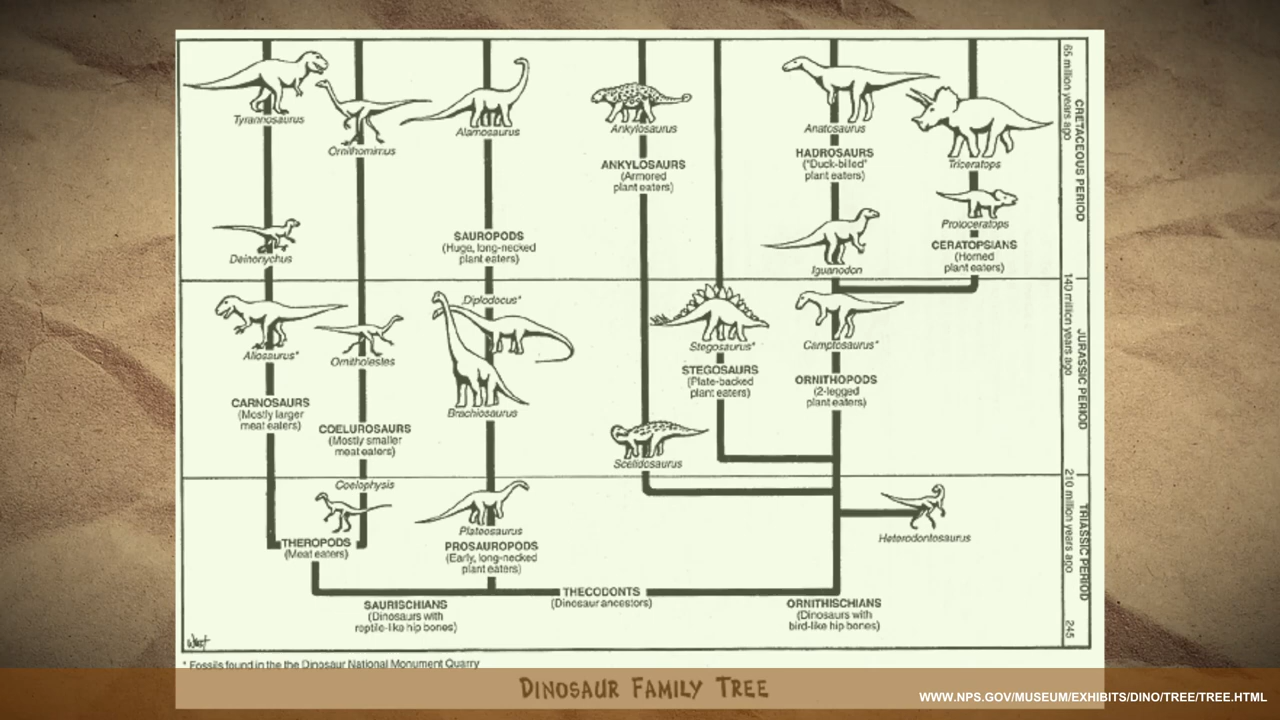 Tyrannosaurus
Ornithomimus
Alamosaurus
Ankylosaurus
ANKYLOSAURS
(Armored
plant eaters)
Anatosaurus
HADROSAURS
("Duck-billed"
plant eaters)
Triceratops
Protoceratops
CERATOPSIANS
(Horned
plant eaters)
65 million years ago
CRETACEOUS PERIOD
Deinonychus
SAUROPODS
(Huge, long-necked
plant eaters)
Iguanodon
140 million years ago
JURASSIC PERIOD
Allosaurus*
Ornitholestes
Diplodocus*
Brachiosaurus
Stegosaurus*
STEGOSAURS
(Plate-backed
plant eaters)
Camptosaurus*
ORNITHOPODS
(2-legged
plant eaters)
CARNOSAURS
(Mostly larger
meat eaters)
COELUROSAURS
(Mostly smaller
meat eaters)
Scelidosaurus
210 million years ago
TRIASSIC PERIOD
245
Coelophysis
THEROPODS
(Meat eaters)
Plateosaurus
PROSAUROPODS
(Early, long-necked
plant eaters)
Heterodontosaurus
THECODONTS
(Dinosaur ancestors)
SAURISCHIANS
(Dinosaurs with
reptile-like hip bones)
ORNITHISCHIANS
(Dinosaurs with
bird-like hip bones)
West
* Fossils found in the the Dinosaur National Monument Quarry
DINOSAUR FAMILY TREE
WWW.NPS.GOV/MUSEUM/EXHIBITS/DINO/TREE/TREE.HTML